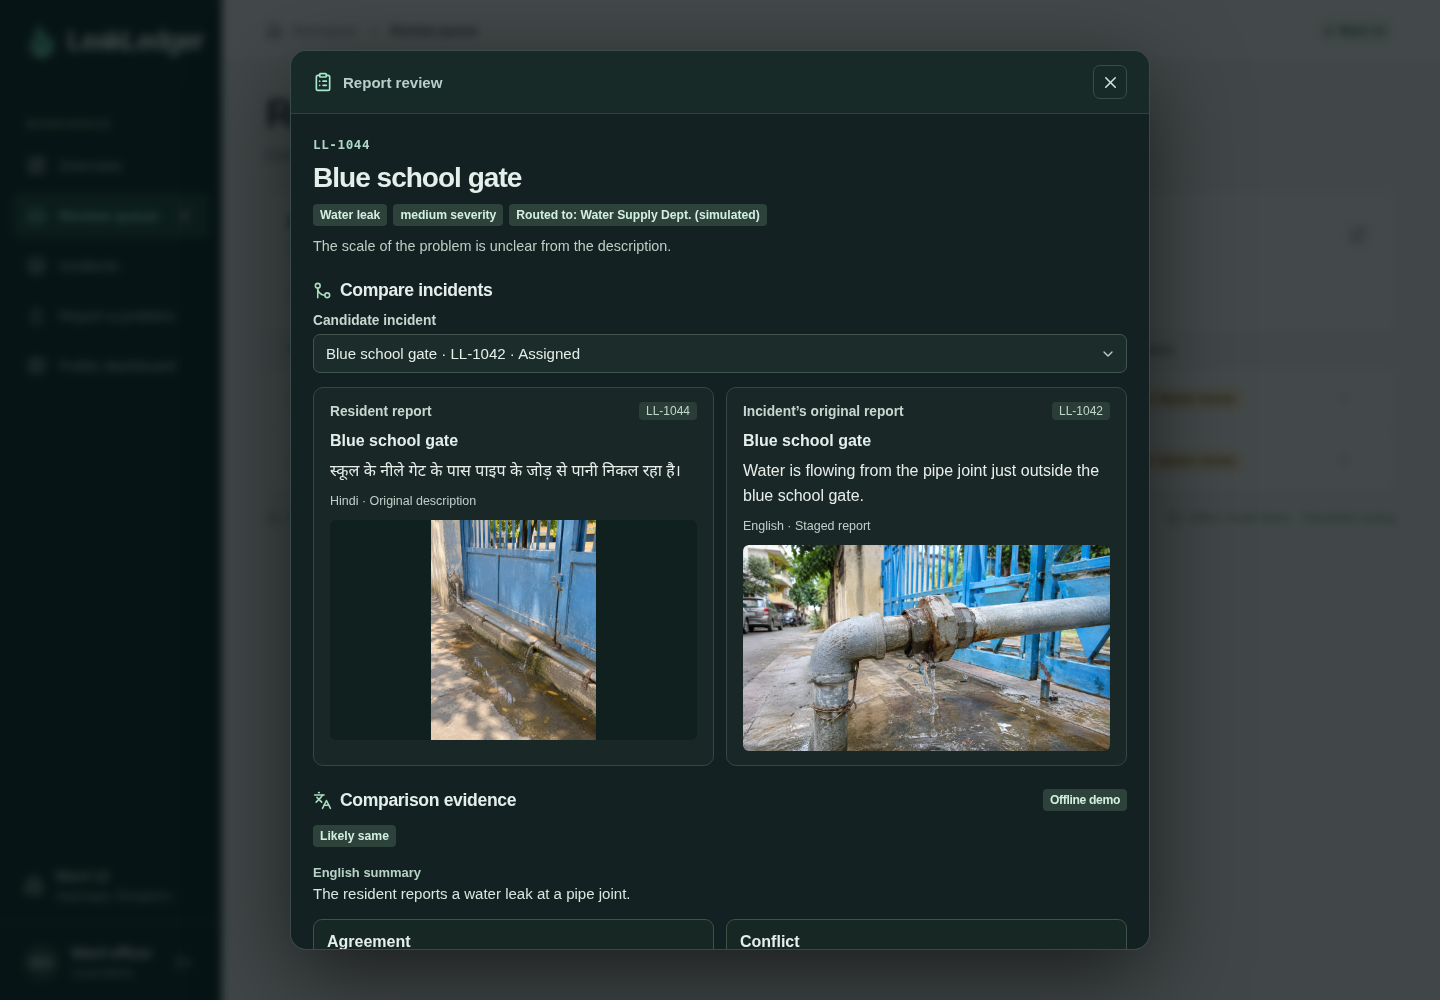 LeakLedger
Review queue
Report review
LL-1044
Blue school gate
Water leak
medium severity
Routed to: Water Supply Dept. (simulated)
The scale of the problem is unclear from the description.
Compare incidents
Candidate incident
Blue school gate · LL-1042 · Assigned
Resident report
LL-1044
Blue school gate
स्कूल के नीले गेट के पास पाइप के जोड़ से पानी निकल रहा है।
Hindi · Original description
Incident’s original report
LL-1042
Blue school gate
Water is flowing from the pipe joint just outside the
blue school gate.
English · Staged report
Comparison evidence
Offline demo
Likely same
English summary
The resident reports a water leak at a pipe joint.
Agreement
Conflict